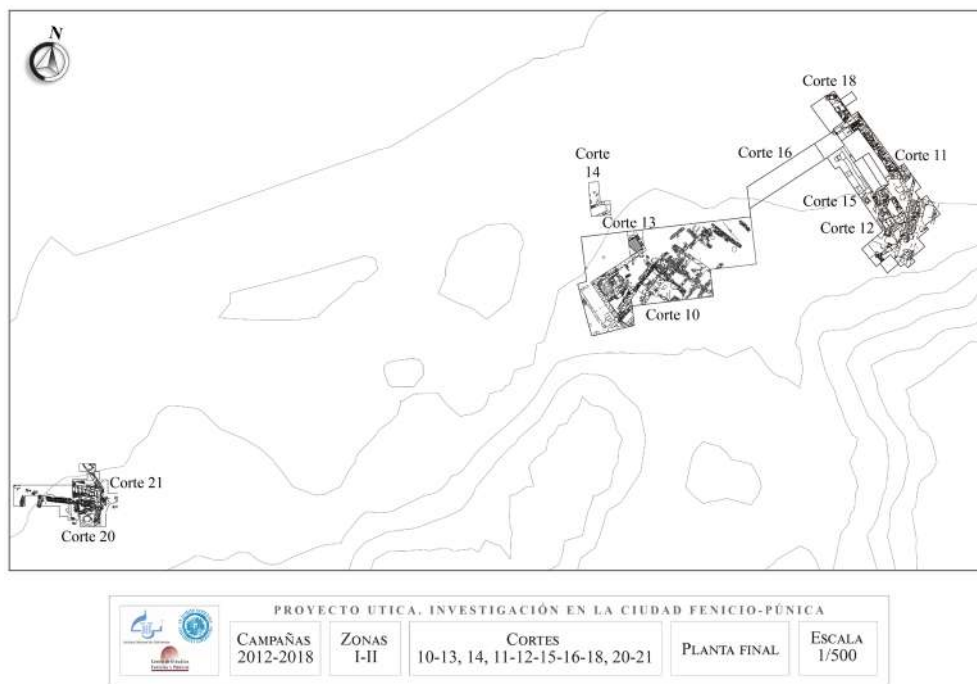 N
Corte 18
Corte 16
Corte
14
Corte 11
Corte 15
Corte 13
Corte 12
Corte 10
Corte 21
Corte 20
PROYECTO UTICA. INVESTIGACIÓN EN LA CIUDAD FENICIO-PÚNICA
CAMPAÑAS
2012-2018
ZONAS
I-II
CORTES
10-13, 14, 11-12-15-16-18, 20-21
PLANTA FINAL
ESCALA
1/500